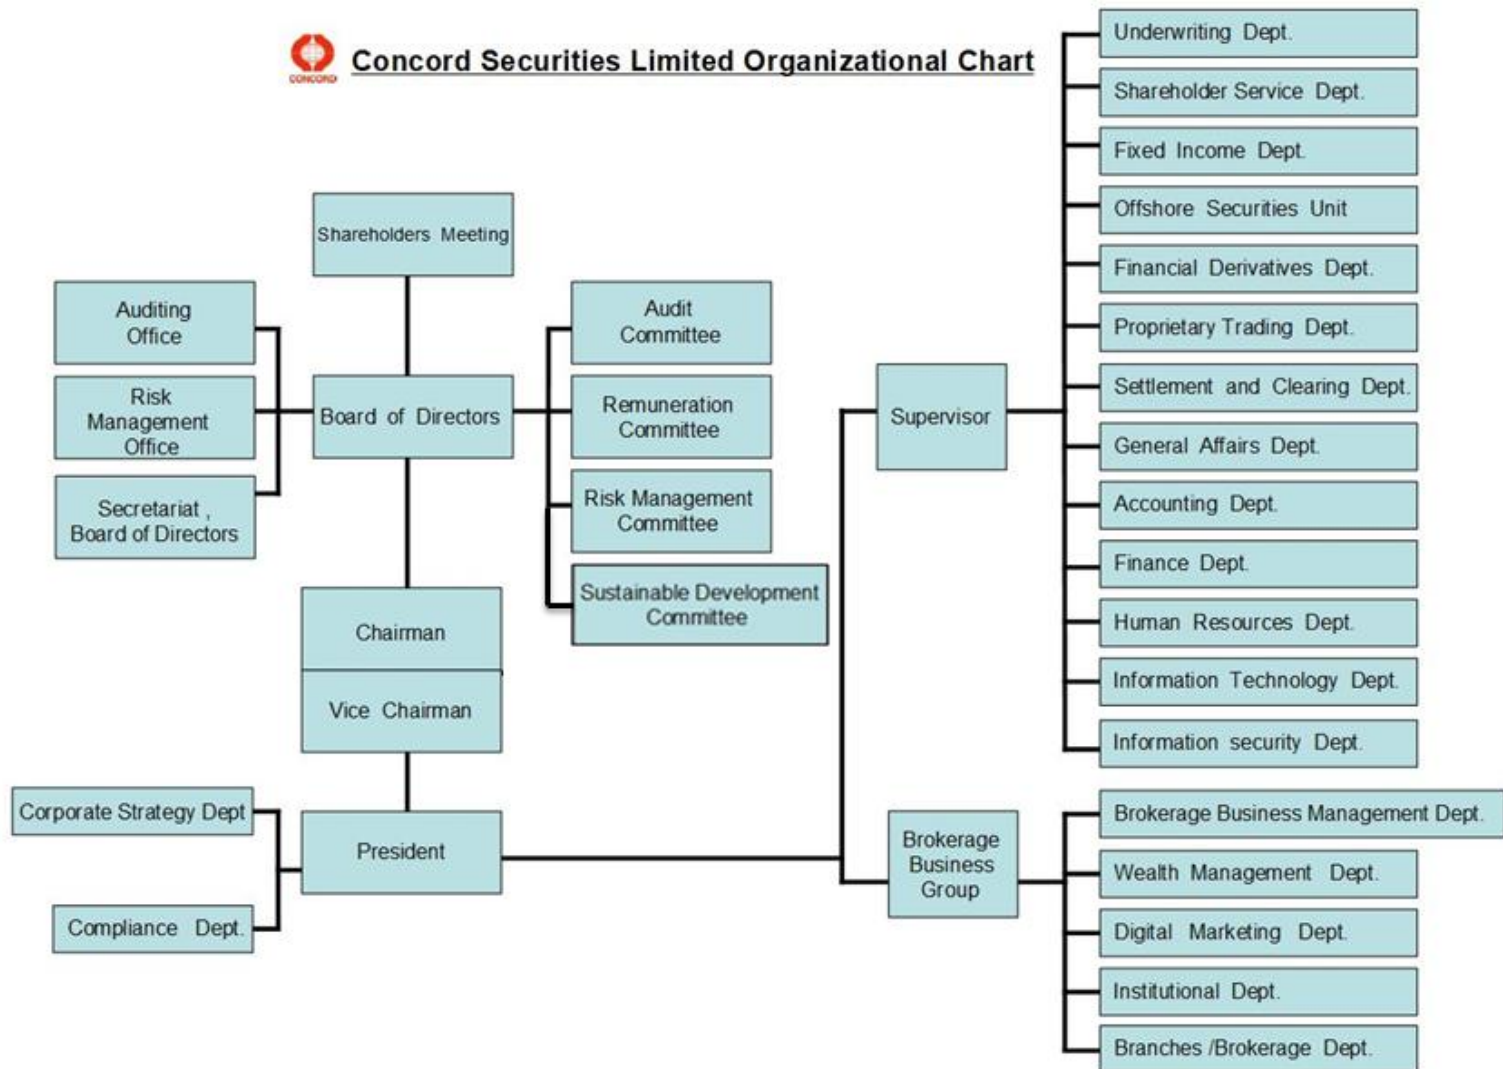 CONCORD
Concord Securities Limited Organizational Chart
Shareholders Meeting
Auditing
Office
Risk
Management
Office
Secretariat ,
Board of Directors
Board of Directors
Audit
Committee
Remuneration
Committee
Risk Management
Committee
Sustainable Development
Committee
Chairman
Vice Chairman
Corporate Strategy Dept
President
Compliance Dept.
Supervisor
Underwriting Dept.
Shareholder Service Dept.
Fixed Income Dept.
Offshore Securities Unit
Financial Derivatives Dept.
Proprietary Trading Dept.
Settlement and Clearing Dept.
General Affairs Dept.
Accounting Dept.
Finance Dept.
Human Resources Dept.
Information Technology Dept.
Information security Dept.
Brokerage
Business
Group
Brokerage Business Management Dept.
Wealth Management Dept.
Digital Marketing Dept.
Institutional Dept.
Branches /Brokerage Dept.